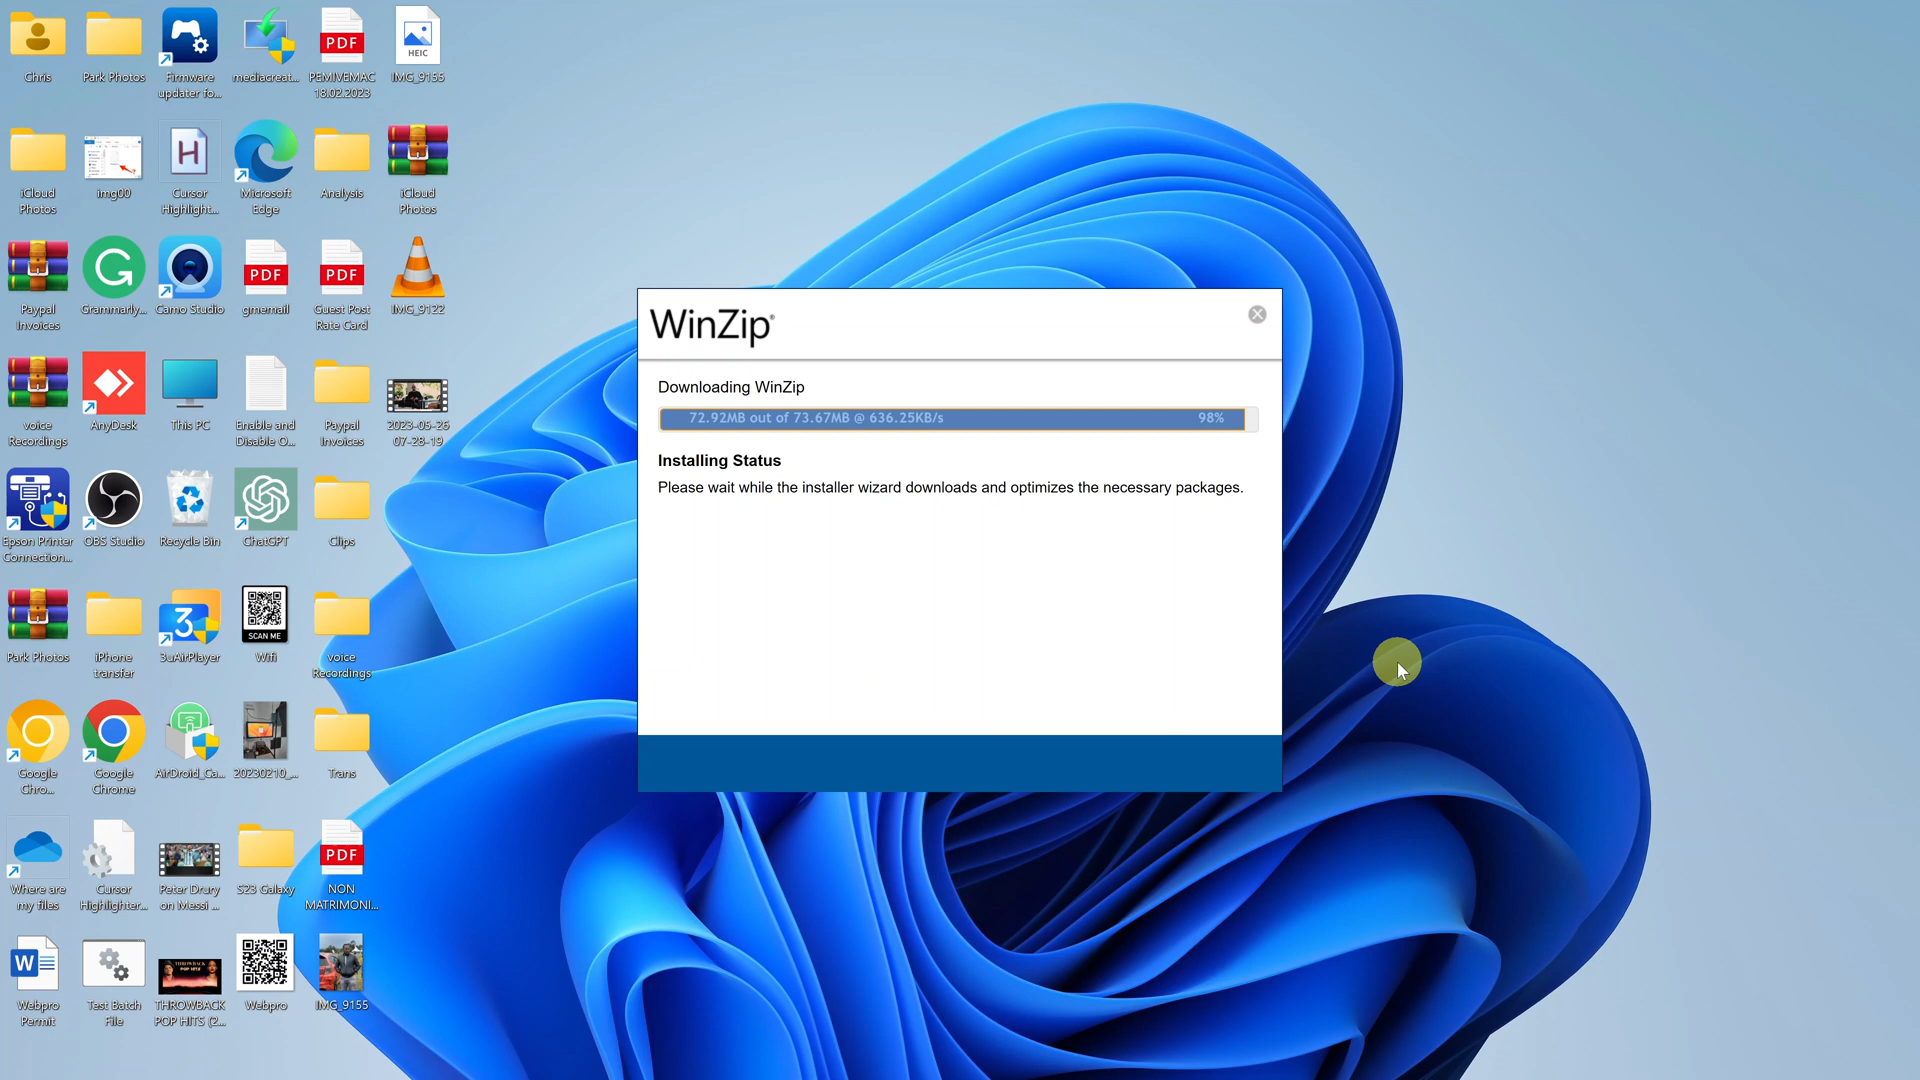 Chris
Park Photos
Firmware
updater fo...
mediacreat...
PDF
PEMIVEMAC
18.02.2023
HEIC
IMG_9155
iCloud
Photos
img00
H
Cursor
Highlight...
Microsoft
Edge
Analysis
iCloud
Photos
Paypal
Invoices
Grammarly...
Camo Studio
PDF
gmemail
PDF
Guest Post
Rate Card
IMG_9122
voice
Recordings
AnyDesk
This PC
Enable and
Disable O...
Paypal
Invoices
2023-05-26
07-28-19
Epson Printer
Connection...
OBS Studio
Recycle Bin
ChatGPT
Clips
Park Photos
iPhone
transfer
3
3uAirPlayer
SCAN ME
Wifi
voice
Recordings
Google
Chro...
Google
Chrome
AirDroid_Ca...
20230210_...
Trans
Where are
my files
Cursor
Highlighter...
Peter Drury
on Messi ...
S23 Galaxy
PDF
NON
MATRIMONI...
W
Webpro
Permit
Test Batch
File
THROWBACK
POP HITS
THROWBACK
POP HITS (2...
Webpro
IMG_9155
WinZip®
Downloading WinZip
72.92MB out of 73.67MB @ 636.25KB/s 98%
Installing Status
Please wait while the installer wizard downloads and optimizes the necessary packages.